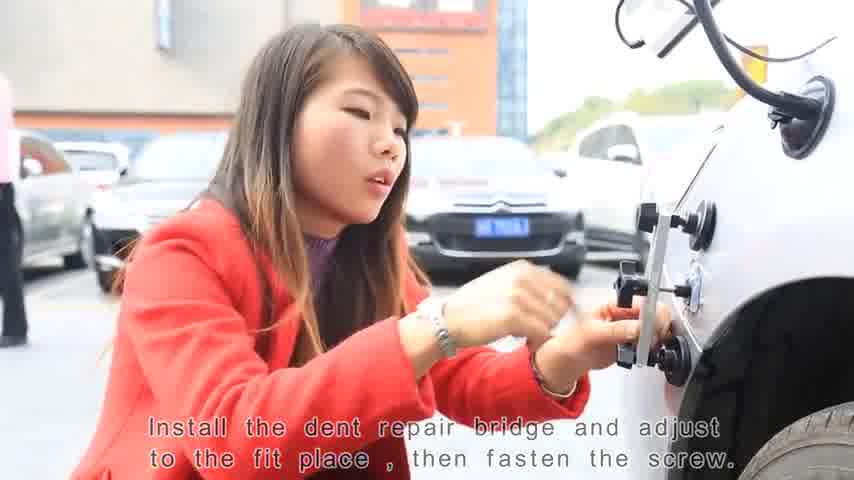 Install the dent repair bridge and adjust
to the fit place , then fasten the screw.